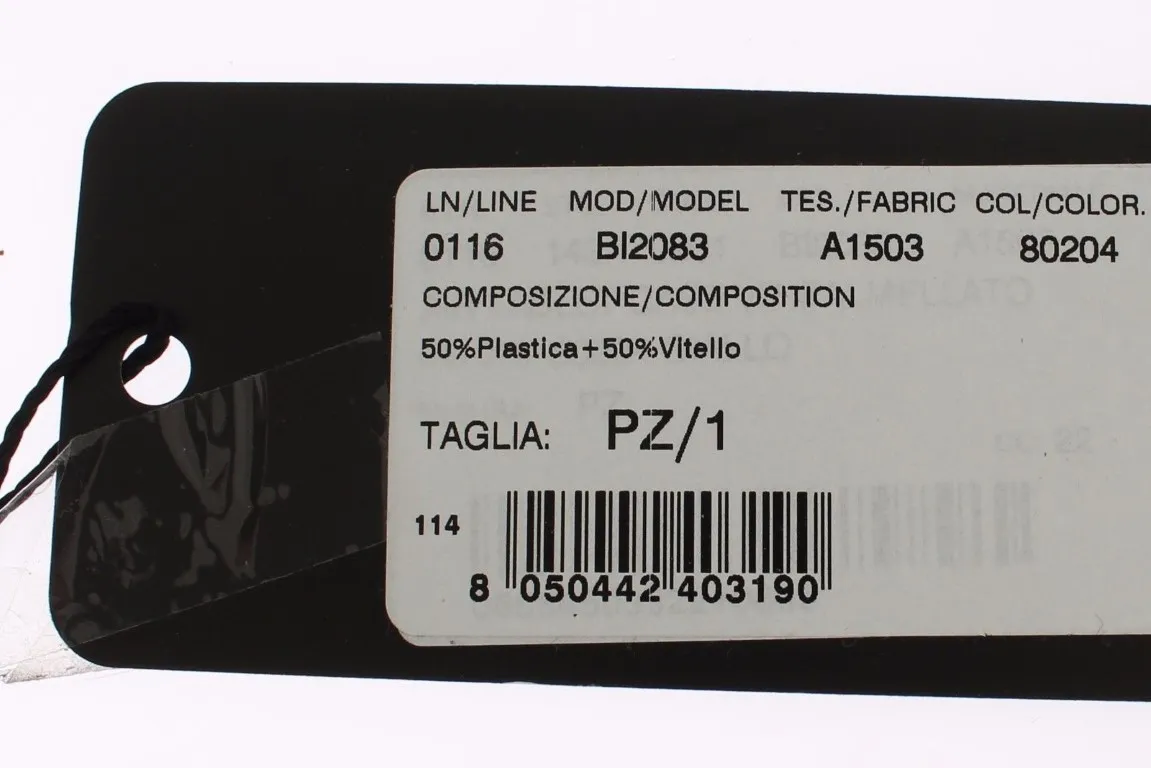 LN/LINE MOD/MODEL TES./FABRIC COL/COLOR.
0116 BI2083 A1503 80204
COMPOSIZIONE/COMPOSITION
50%Plastica+50%Vitello
TAGLIA: PZ/1
114
8 050442 403190